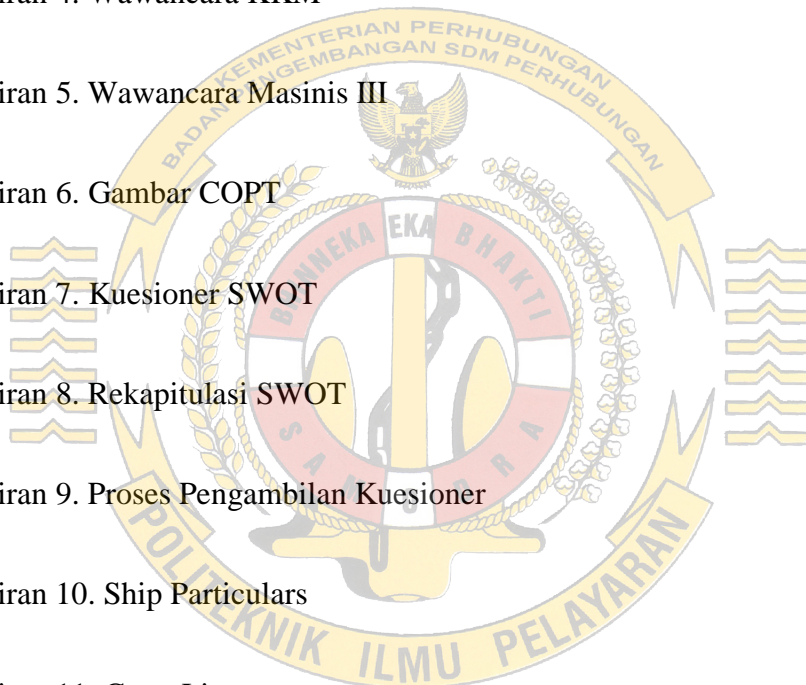 iran 5. Wawancara Masinis III
iran 6. Gambar COPT
iran 7. Kuesioner SWOT
iran 8. Rekapitulasi SWOT
iran 9. Proses Pengambilan Kuesioner
iran 10. Ship Particulars
KEMENTERIAN PERHUBUNGAN
BADAN PENGEMBANGAN SDM PERHUBUNGAN
BHINNEKA EKA BHAKTI
SAMUDRA
POLITEKNIK ILMU PELAYARAN